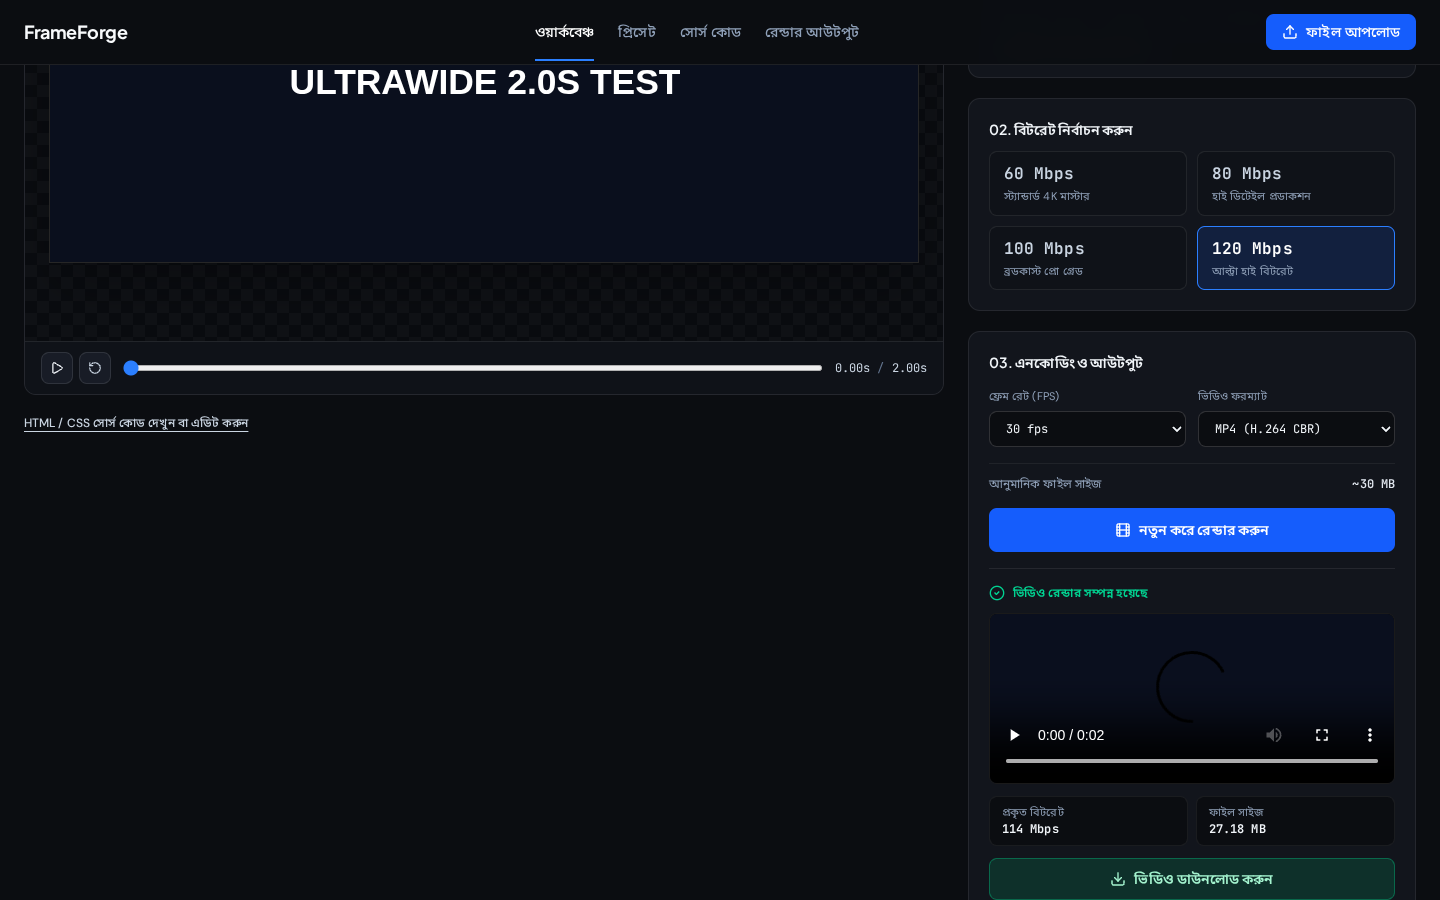 FrameForge
ওয়ার্কবেঞ্চ
প্রিসেট
সোর্স কোড
রেন্ডার আউটপুট
ফাইল আপলোড
ULTRAWIDE 2.0S TEST
0.00s / 2.00s
HTML / CSS সোর্স কোড দেখুন বা এডিট করুন
02. বিটরেট নির্বাচন করুন
60 Mbps
স্ট্যান্ডার্ড 4K মাস্টার
80 Mbps
হাই ডিটেইল প্রডাকশন
100 Mbps
ব্রডকাস্ট প্রো গ্রেড
120 Mbps
আল্ট্রা হাই বিটরেট
03. এনকোডিং ও আউটপুট
ফ্রেম রেট (FPS)
ভিডিও ফরম্যাট
30 fps
MP4 (H.264 CBR)
আনুমানিক ফাইল সাইজ
~30 MB
নতুন করে রেন্ডার করুন
ভিডিও রেন্ডার সম্পন্ন হয়েছে
0:00 / 0:02
প্রকৃত বিটরেট
114 Mbps
ফাইল সাইজ
27.18 MB
ভিডিও ডাউনলোড করুন